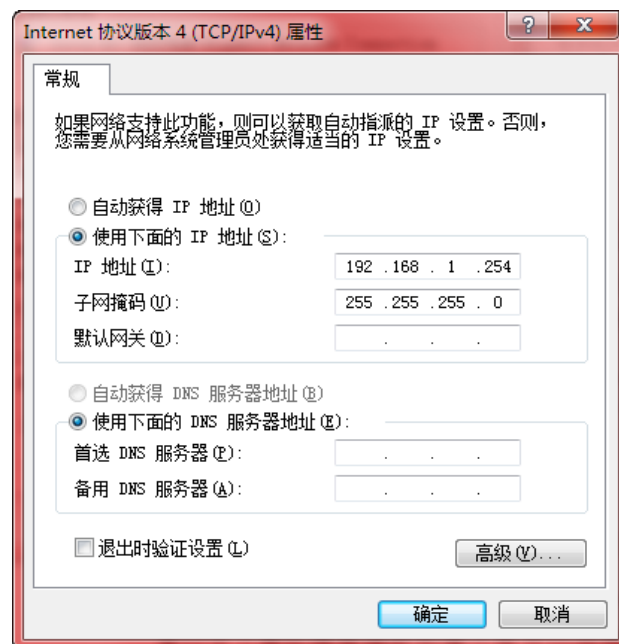 Internet 协议版本 4 (TCP/IPv4) 属性
常规
如果网络支持此功能，则可以获取自动指派的 IP 设置。否则，
您需要从网络系统管理员处获得适当的 IP 设置。
自动获得 IP 地址(O)
使用下面的 IP 地址(S):
IP 地址(I): 192 .168 . 1 .254
子网掩码(U): 255 .255 .255 . 0
默认网关(D): . . .
自动获得 DNS 服务器地址(B)
使用下面的 DNS 服务器地址(E):
首选 DNS 服务器(P): . . .
备用 DNS 服务器(A): . . .
退出时验证设置(L)
高级(V)...
确定 取消